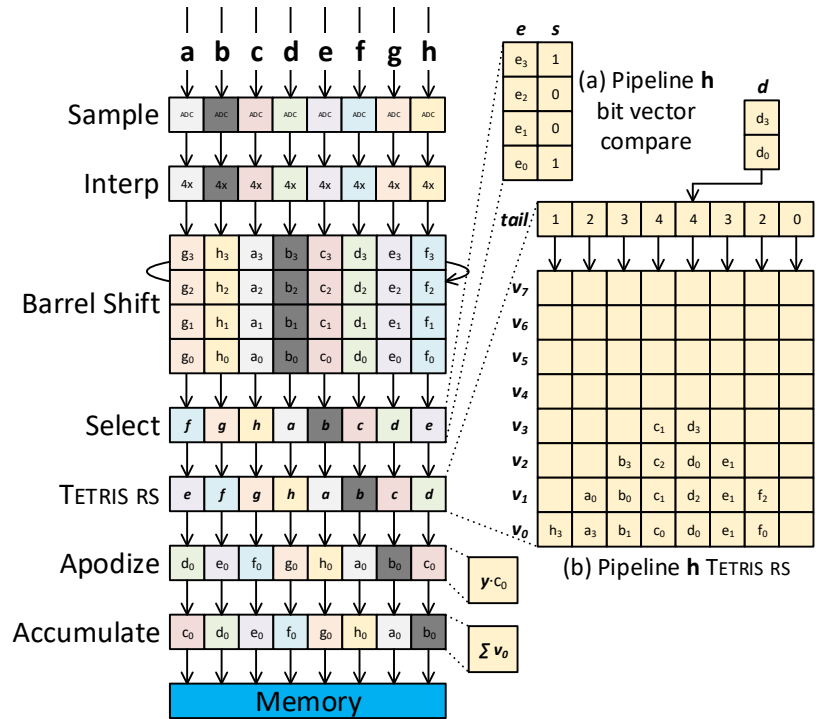 a b c d e f g h
Sample ADC ADC ADC ADC ADC ADC ADC ADC
Interp 4x 4x 4x 4x 4x 4x 4x 4x
Barrel Shift
g₃ h₃ a₃ b₃ c₃ d₃ e₃ f₃
g₂ h₂ a₂ b₂ c₂ d₂ e₂ f₂
g₁ h₁ a₁ b₁ c₁ d₁ e₁ f₁
g₀ h₀ a₀ b₀ c₀ d₀ e₀ f₀
Select f g h a b c d e
TETRIS RS e f g h a b c d
Apodize d₀ e₀ f₀ g₀ h₀ a₀ b₀ c₀
y·c₀
Accumulate c₀ d₀ e₀ f₀ g₀ h₀ a₀ b₀
∑ v₀
Memory
e s
e₃ 1
e₂ 0
e₁ 0
e₀ 1
(a) Pipeline h
bit vector
compare
d
d₃
d₀
tail 1 2 3 4 4 3 2 0
v₇
v₆
v₅
v₄
v₃ c₁ d₃
v₂ b₃ c₂ d₀ e₁
v₁ a₀ b₀ c₁ d₂ e₁ f₂
v₀ h₃ a₃ b₁ c₀ d₀ e₁ f₀
(b) Pipeline h TETRIS RS